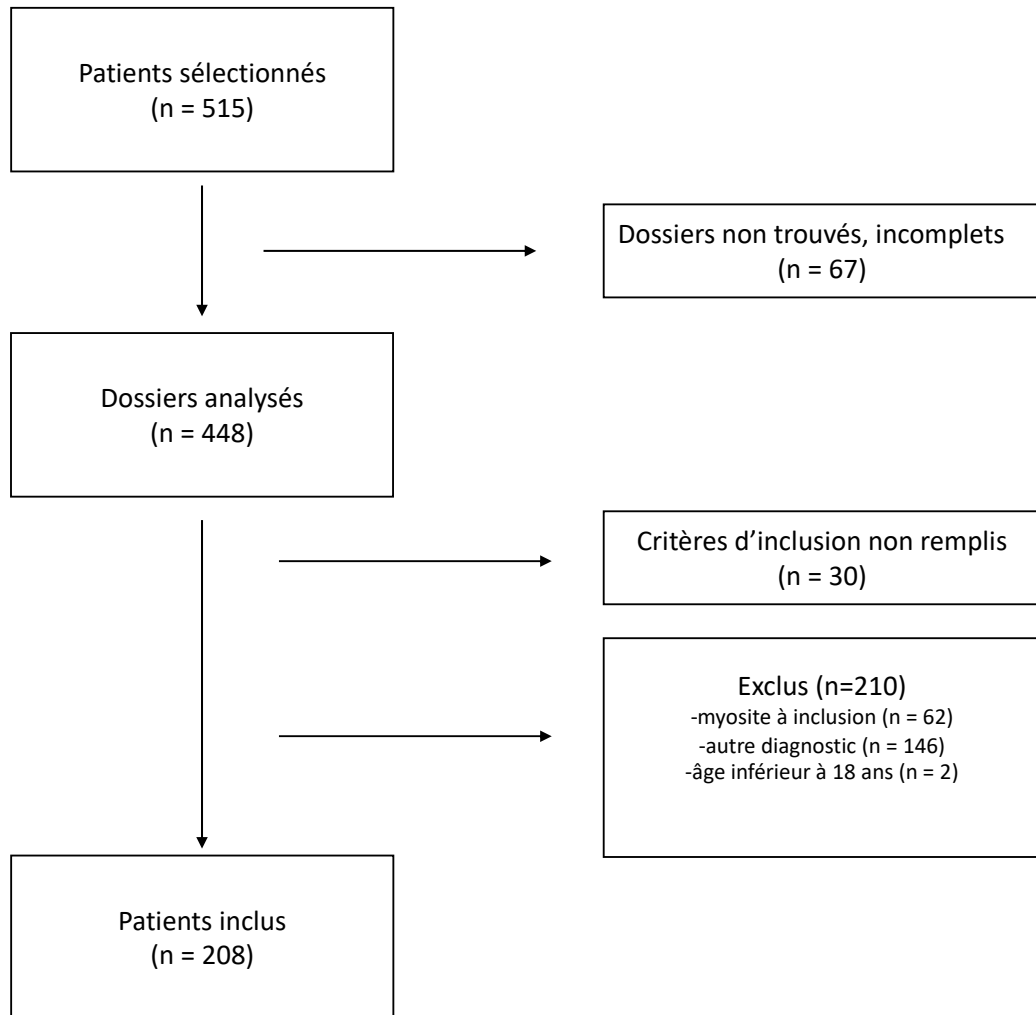 Patients sélectionnés
(n = 515)
Dossiers non trouvés, incomplets
(n = 67)
Dossiers analysés
(n = 448)
Critères d’inclusion non remplis
(n = 30)
Exclus (n=210)
-myosite à inclusion (n = 62)
-autre diagnostic (n = 146)
-âge inférieur à 18 ans (n = 2)
Patients inclus
(n = 208)